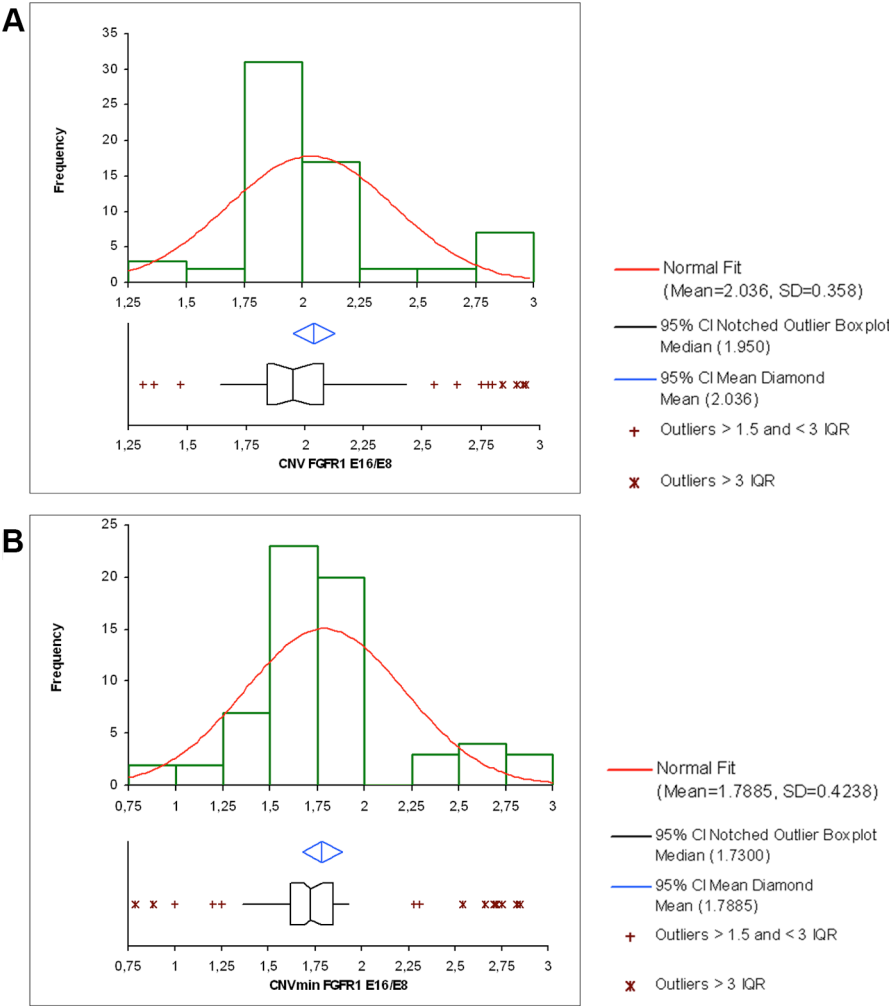 A
35
30
25
20
15
10
5
0
Frequency
1,25 1,5 1,75 2 2,25 2,5 2,75 3
1,25 1,5 1,75 2 2,25 2,5 2,75 3
CNV FGFR1 E16/E8
Normal Fit
(Mean=2.036, SD=0.358)
95% CI Notched Outlier Boxplot
Median (1.950)
95% CI Mean Diamond
Mean (2.036)
Outliers > 1.5 and < 3 IQR
Outliers > 3 IQR
B
25
20
15
10
5
0
Frequency
0,75 1 1,25 1,5 1,75 2 2,25 2,5 2,75 3
0,75 1 1,25 1,5 1,75 2 2,25 2,5 2,75 3
CNVmin FGFR1 E16/E8
Normal Fit
(Mean=1.7885, SD=0.4238)
95% CI Notched Outlier Boxplot
Median (1.7300)
95% CI Mean Diamond
Mean (1.7885)
Outliers > 1.5 and < 3 IQR
Outliers > 3 IQR